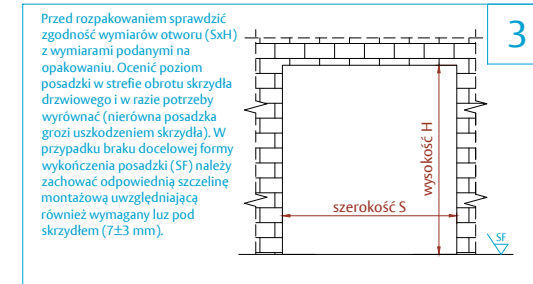 Przed rozpakowaniem sprawdzić
zgodność wymiarów otworu (SxH)
z wymiarami podanymi na
opakowaniu. Ocenić poziom
posadzki w strefie obrotu skrzydła
drzwiowego i w razie potrzeby
wyrównać (nierówna posadzka
grozi uszkodzeniem skrzydła). W
przypadku braku docelowej formy
wykończenia posadzki (SF) należy
zachować odpowiednią szczelinę
montażową uwzględniającą
również wymagany luz pod
skrzydłem (7±3 mm).
3
wysokość H
szerokość S
SF